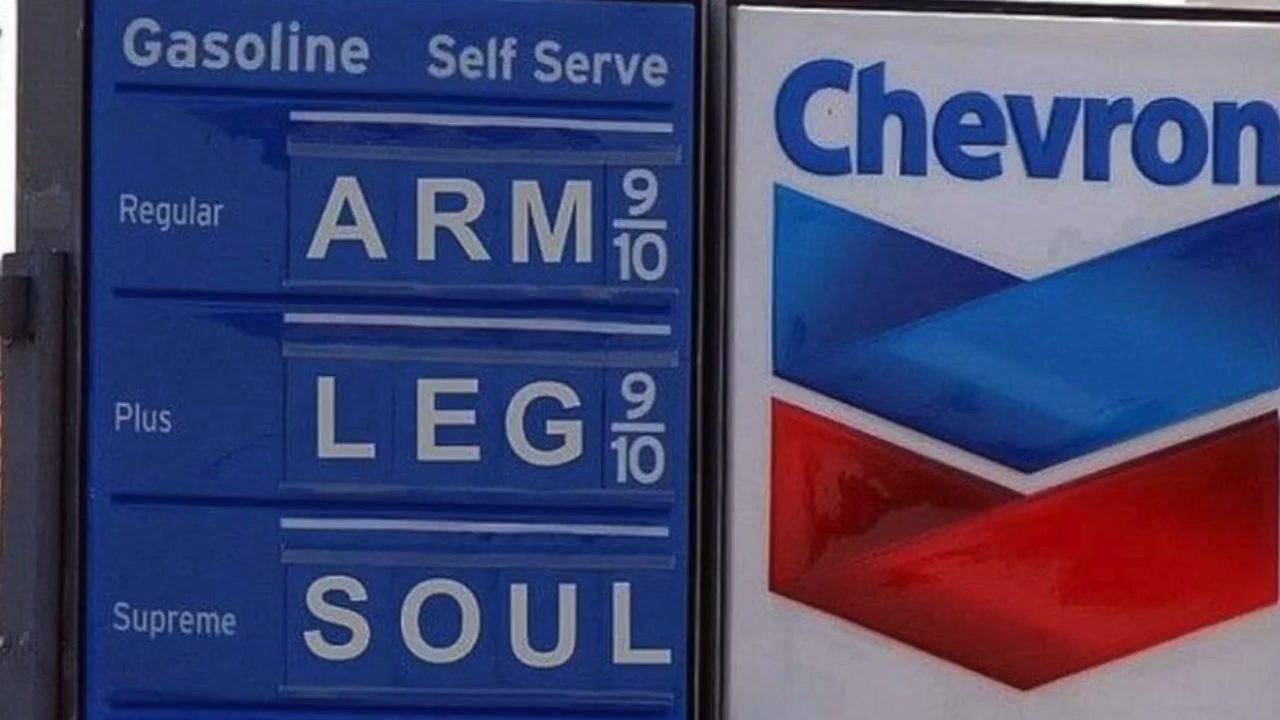 Gasoline Self Serve
Regular ARM 9/10
Plus LEG 9/10
Supreme SOUL
Chevron